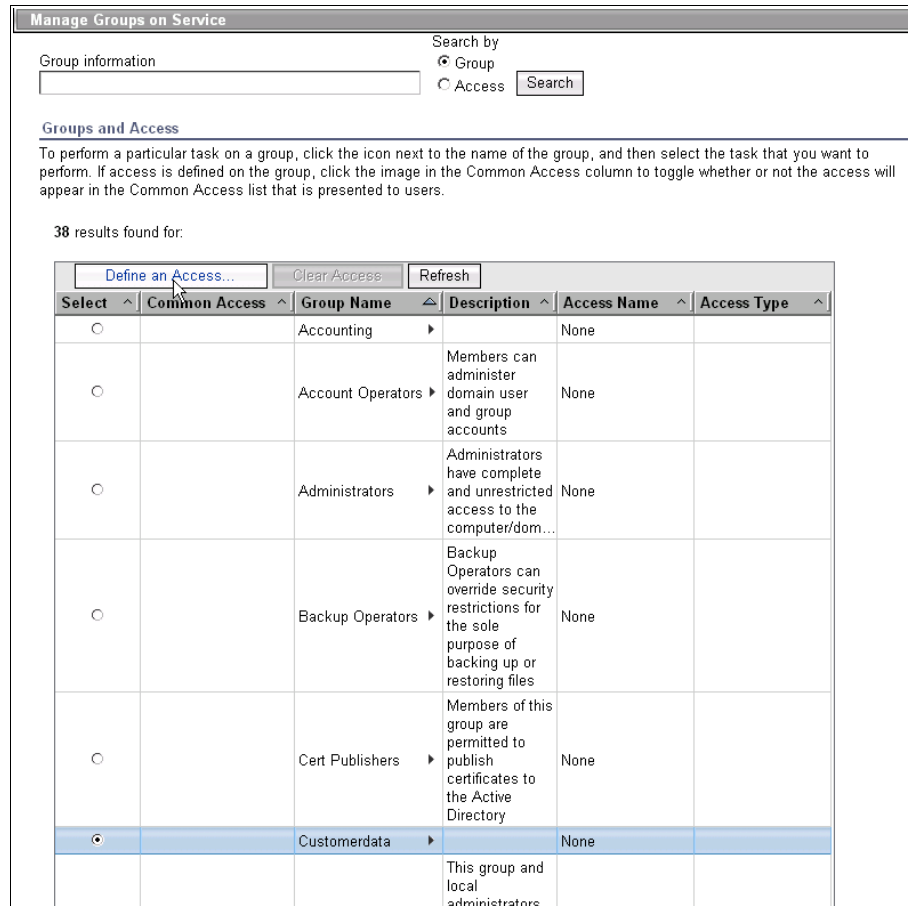 Manage Groups on Service
Search by
Group information
Group
Access
Search
Groups and Access
To perform a particular task on a group, click the icon next to the name of the group, and then select the task that you want to
perform. If access is defined on the group, click the image in the Common Access column to toggle whether or not the access will
appear in the Common Access list that is presented to users.
38 results found for:
Define an Access... Clear Access Refresh
Select Common Access Group Name Description Access Name Access Type
Accounting None
Members can
administer
Account Operators domain user None
and group
accounts
Administrators
have complete
Administrators and unrestricted None
access to the
computer/dom...
Backup
Operators can
override security
restrictions for
Backup Operators the sole None
purpose of
backing up or
restoring files
Members of this
group are
permitted to
Cert Publishers publish None
certificates to
the Active
Directory
Customerdata None
This group and
local
administrators